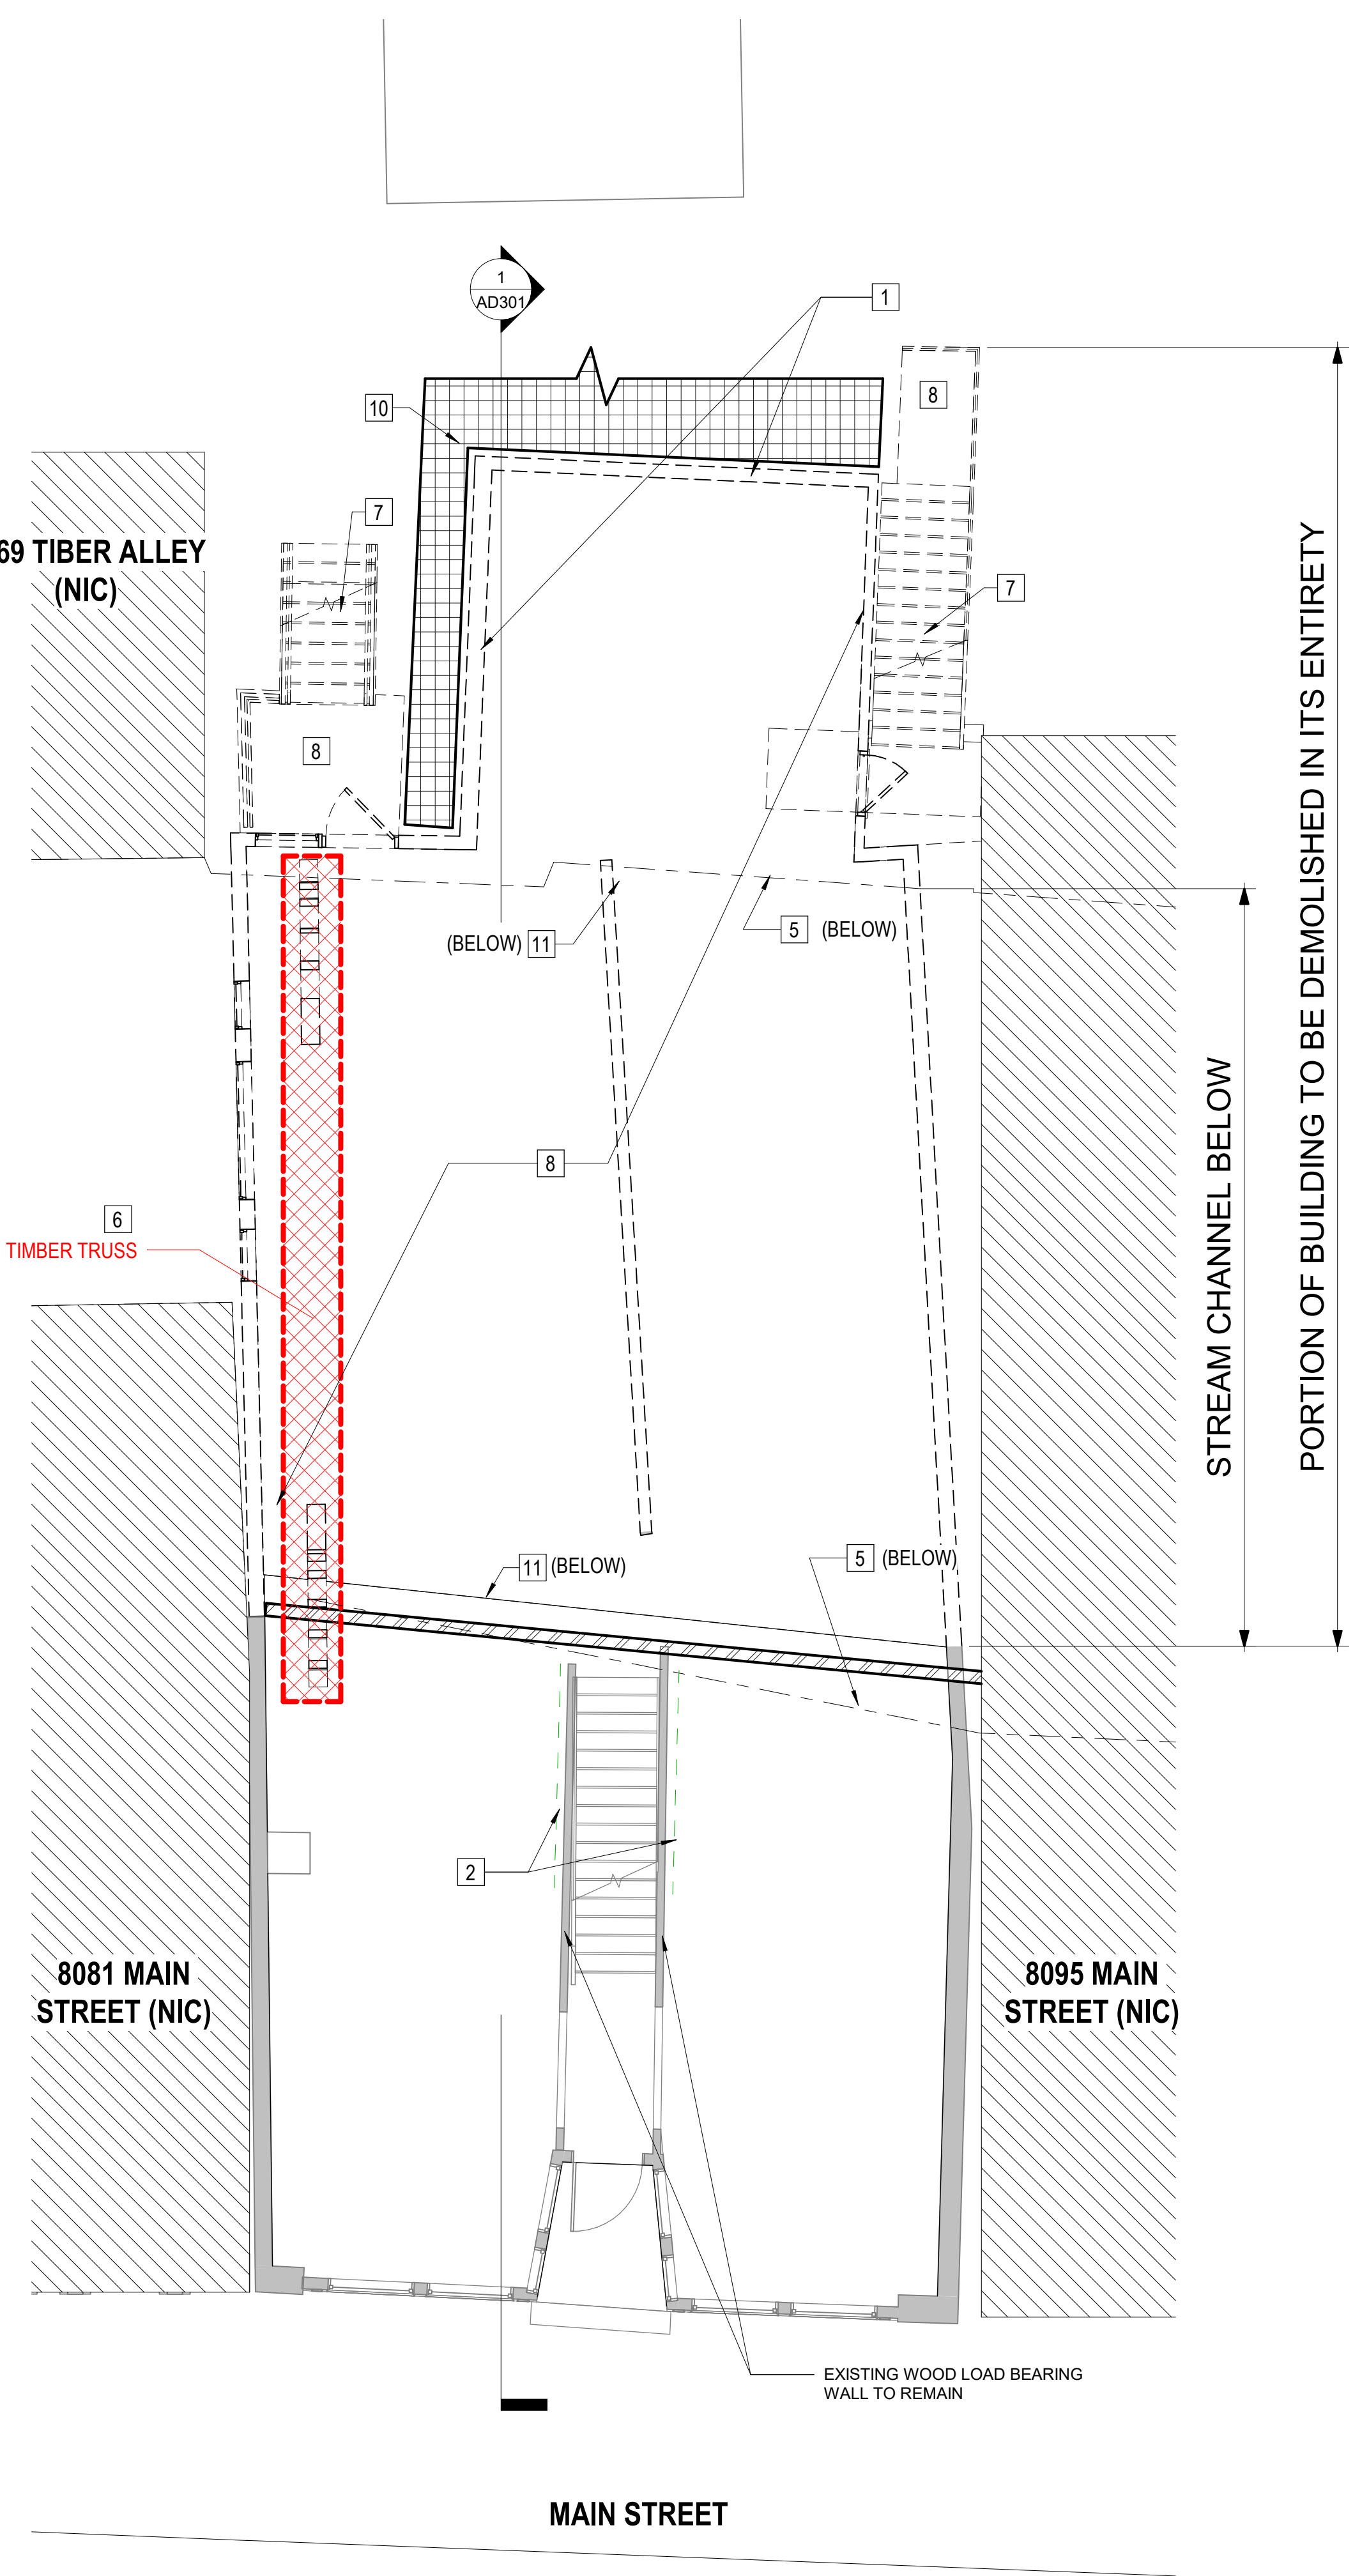 1
AD301
1
8
10
7
69 TIBER ALLEY
(NIC)
7
8
(BELOW) 11
5 (BELOW)
8
6
TIMBER TRUSS
STREAM CHANNEL BELOW
PORTION OF BUILDING TO BE DEMOLISHED IN ITS ENTIRETY
11 (BELOW)
5 (BELOW)
2
8081 MAIN
STREET (NIC)
8095 MAIN
STREET (NIC)
EXISTING WOOD LOAD BEARING
WALL TO REMAIN
MAIN STREET